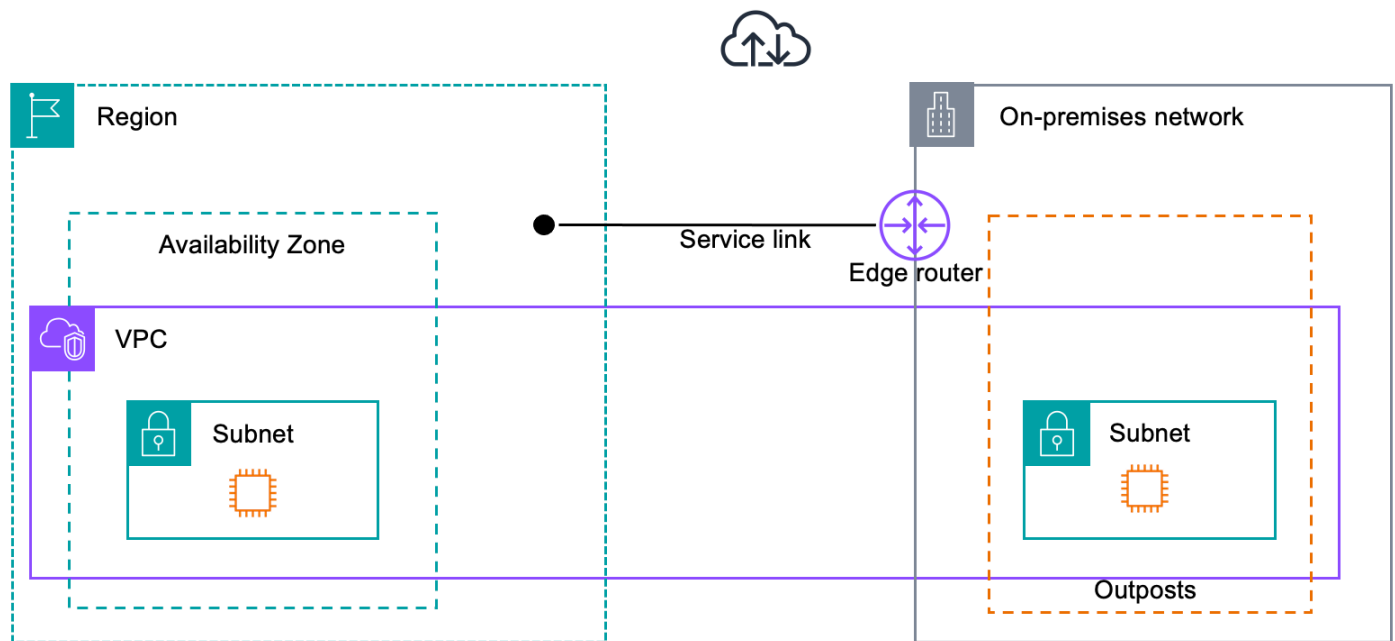 Region
On-premises network
Availability Zone
Service link
Edge router
VPC
Subnet
Subnet
Outposts